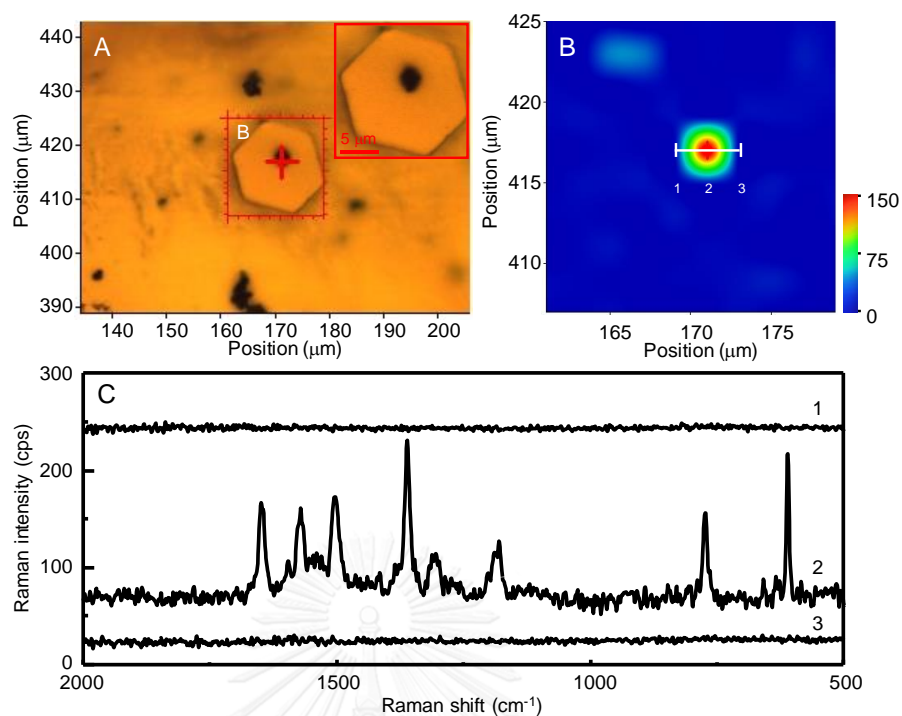 A
B
5 μm
440
430
420
410
400
390
Position (μm)
140 150 160 170 180 190 200
Position (μm)
B
425
420
415
410
Position (μm)
1 2 3
165 170 175
Position (μm)
150
75
0
C
300
200
100
0
Raman intensity (cps)
1
2
3
2000 1500 1000 500
Raman shift (cm⁻¹)